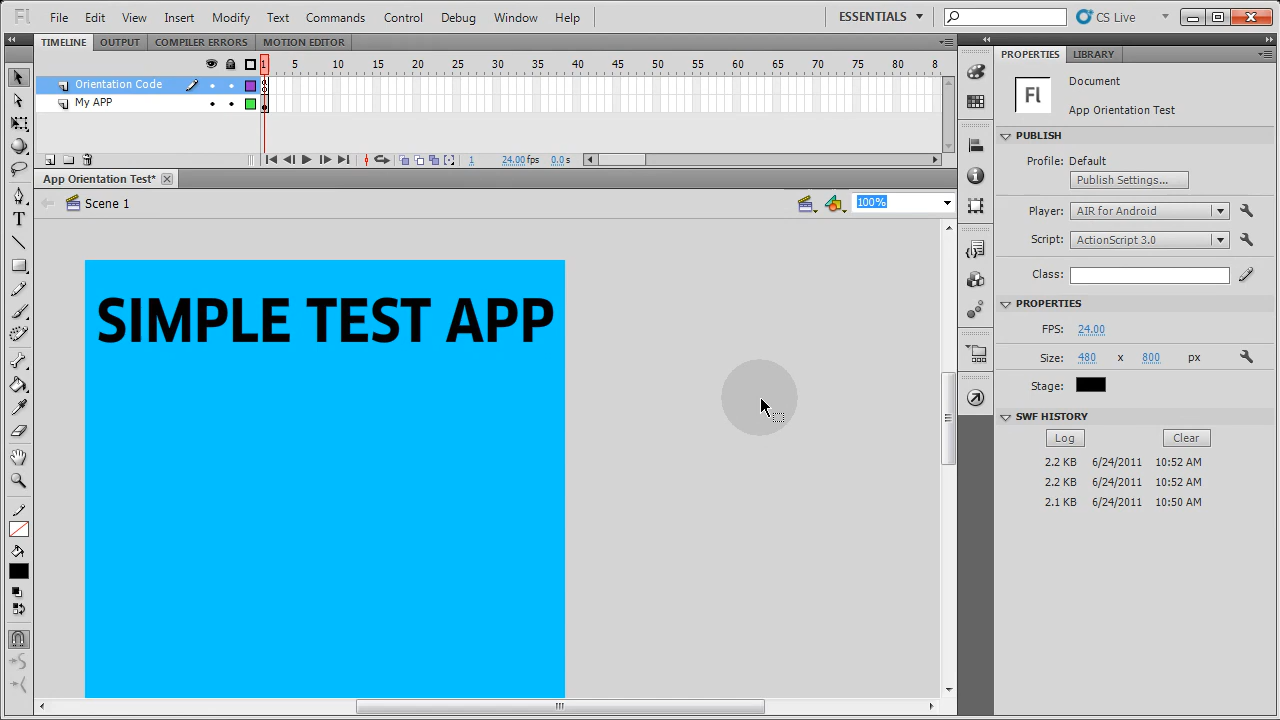 Fl File Edit View Insert Modify Text Commands Control Debug Window Help ESSENTIALS CS Live
TIMELINE OUTPUT COMPILER ERRORS MOTION EDITOR
1 10 15 20 25 30 35 40 45 50 55 60 65 70 75 80 8
Orientation Code
My APP
1 24.00fps 0.0s
App Orientation Test*
Scene 1
100%
SIMPLE TEST APP
PROPERTIES LIBRARY
Fl
Document
App Orientation Test
PUBLISH
Profile: Default
Publish Settings...
Player: AIR for Android
Script: ActionScript 3.0
Class:
PROPERTIES
FPS: 24.00
Size: 480 x 800 px
Stage:
SWF HISTORY
Log Clear
2.2 KB 6/24/2011 10:52 AM
2.2 KB 6/24/2011 10:52 AM
2.1 KB 6/24/2011 10:50 AM